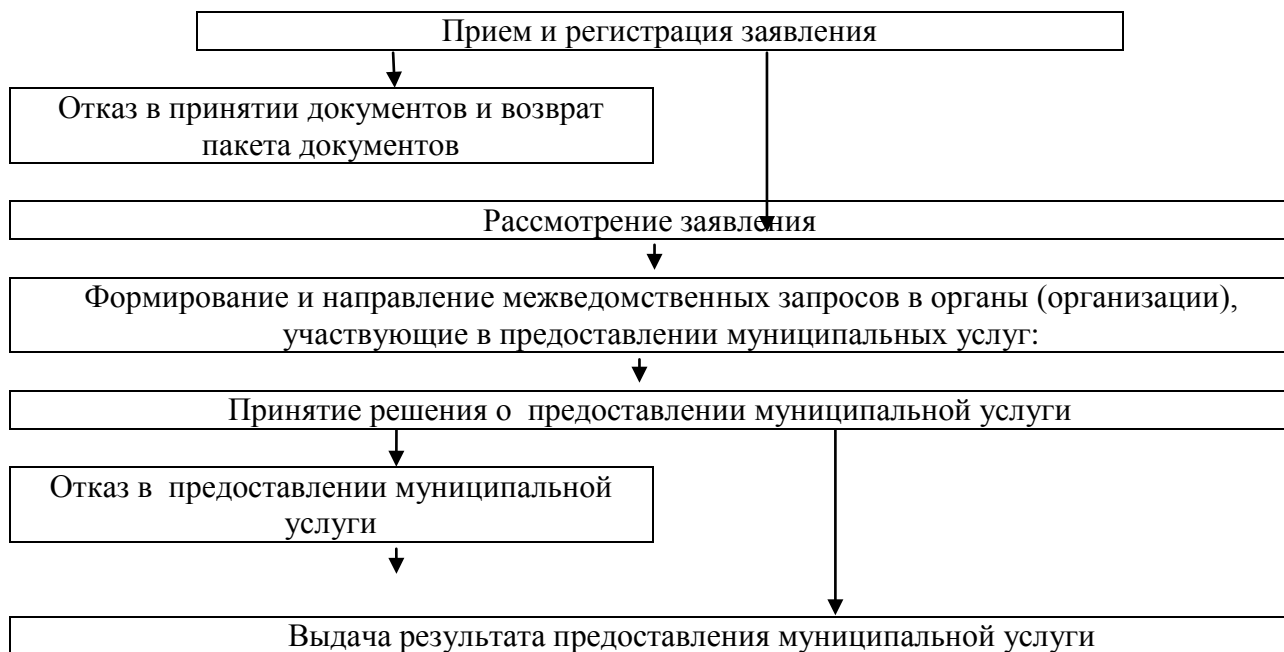 Прием и регистрация заявления
Отказ в принятии документов и возврат
пакета документов
Рассмотрение заявления
Формирование и направление межведомственных запросов в органы (организации),
участвующие в предоставлении муниципальных услуг:
Принятие решения о  предоставлении муниципальной услуги
Отказ в  предоставлении муниципальной
услуги
Выдача результата предоставления муниципальной услуги